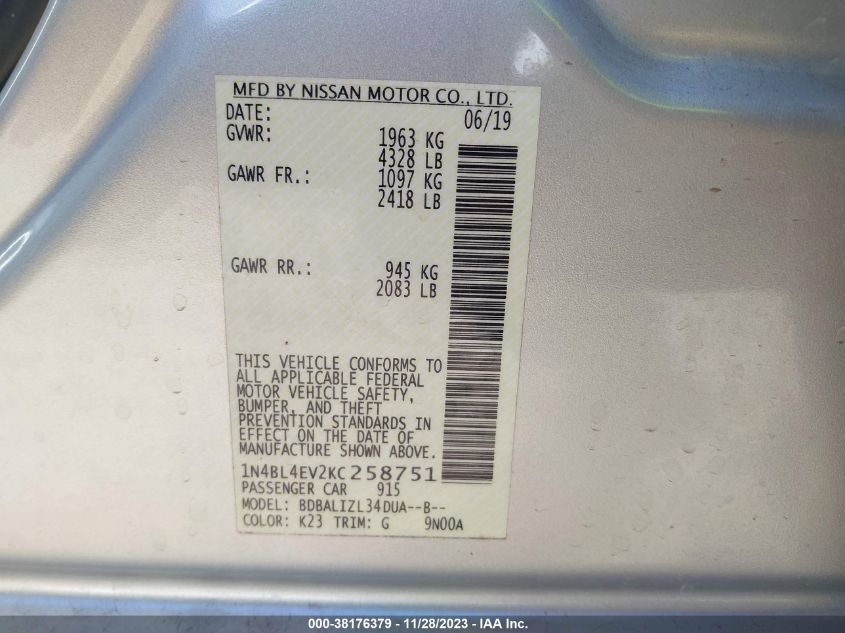 MFD BY NISSAN MOTOR CO., LTD.
DATE: 06/19
GVWR: 1963 KG
4328 LB
GAWR FR.: 1097 KG
2418 LB
GAWR RR.: 945 KG
2083 LB
THIS VEHICLE CONFORMS TO
ALL APPLICABLE FEDERAL
MOTOR VEHICLE SAFETY,
BUMPER, AND THEFT
PREVENTION STANDARDS IN
EFFECT ON THE DATE OF
MANUFACTURE SHOWN ABOVE.
1N4BL4EV2KC258751
PASSENGER CAR 915
MODEL: BDBALIZL34DUA--B--
COLOR: K23 TRIM: G 9N00A
000-38176379 - 11/28/2023 - IAA Inc.